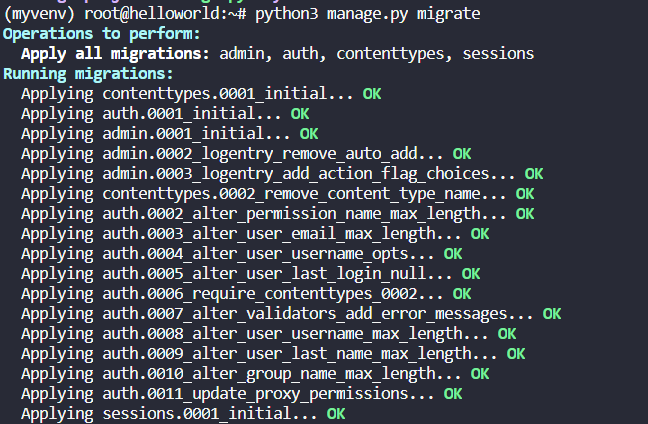 (myvenv) root@helloworld:~# python3 manage.py migrate
Operations to perform:
  Apply all migrations: admin, auth, contenttypes, sessions
Running migrations:
  Applying contenttypes.0001_initial... OK
  Applying auth.0001_initial... OK
  Applying admin.0001_initial... OK
  Applying admin.0002_logentry_remove_auto_add... OK
  Applying admin.0003_logentry_add_action_flag_choices... OK
  Applying contenttypes.0002_remove_content_type_name... OK
  Applying auth.0002_alter_permission_name_max_length... OK
  Applying auth.0003_alter_user_email_max_length... OK
  Applying auth.0004_alter_user_username_opts... OK
  Applying auth.0005_alter_user_last_login_null... OK
  Applying auth.0006_require_contenttypes_0002... OK
  Applying auth.0007_alter_validators_add_error_messages... OK
  Applying auth.0008_alter_user_username_max_length... OK
  Applying auth.0009_alter_user_last_name_max_length... OK
  Applying auth.0010_alter_group_name_max_length... OK
  Applying auth.0011_update_proxy_permissions... OK
  Applying sessions.0001_initial... OK